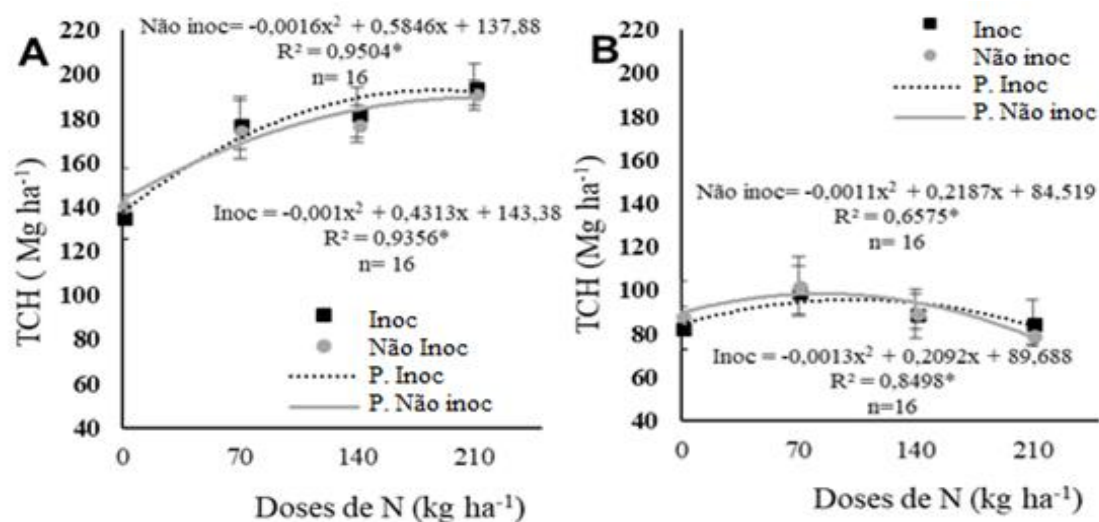 A
TCH ( Mg ha-1)
220
200
180
160
140
120
100
80
60
40
Não inoc= -0,0016x2 + 0,5846x + 137,88
R2 = 0,9504*
n= 16
Inoc = -0,001x2 + 0,4313x + 143,38
R2 = 0,9356*
n= 16
Inoc
Não Inoc
P. Inoc
P. Não inoc
0 70 140 210
Doses de N (kg ha-1)
B
TCH (Mg ha-1)
220
200
180
160
140
120
100
80
60
40
Inoc
Não inoc
P. Inoc
P. Não inoc
Não inoc= -0,0011x2 + 0,2187x + 84,519
R2 = 0,6575*
n= 16
Inoc = -0,0013x2 + 0,2092x + 89,688
R2 = 0,8498*
n=16
0 70 140 210
Doses de N (kg ha-1)